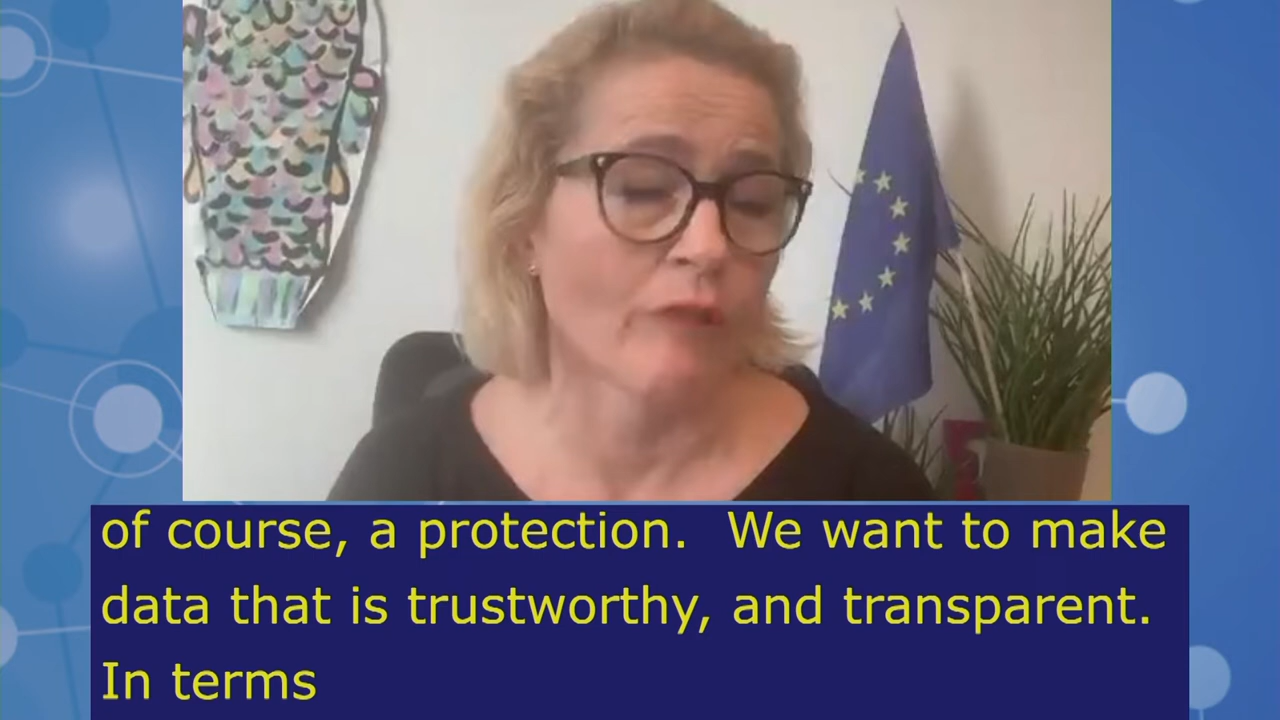 of course, a protection.  We want to make
data that is trustworthy, and transparent.
In terms